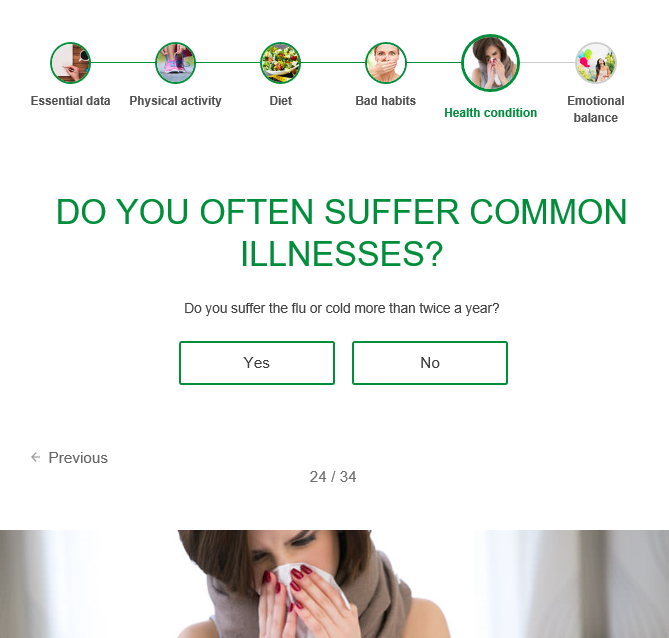 Essential data
Physical activity
Diet
Bad habits
Health condition
Emotional
balance
DO YOU OFTEN SUFFER COMMON
ILLNESSES?
Do you suffer the flu or cold more than twice a year?
Yes
No
Previous
24 / 34